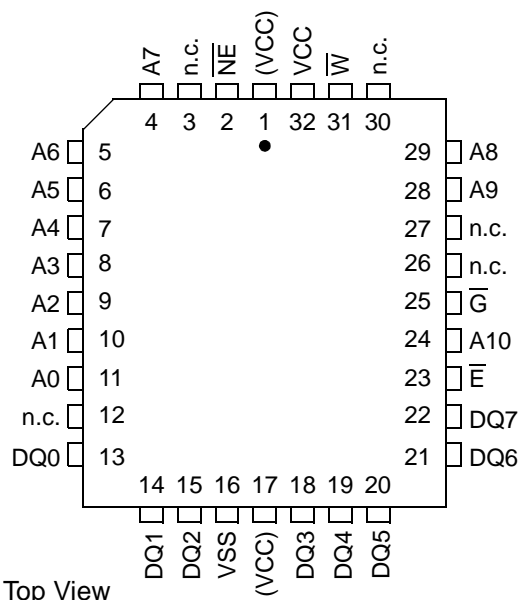 A7 n.c. N̅E̅ (VCC) VCC W̅ n.c.
4 3 2 1 32 31 30
A6 5 29 A8
A5 6 28 A9
A4 7 27 n.c.
A3 8 26 n.c.
A2 9 25 G̅
A1 10 24 A10
A0 11 23 E̅
n.c. 12 22 DQ7
DQ0 13 21 DQ6
14 15 16 17 18 19 20
DQ1 DQ2 VSS (VCC) DQ3 DQ4 DQ5
Top View